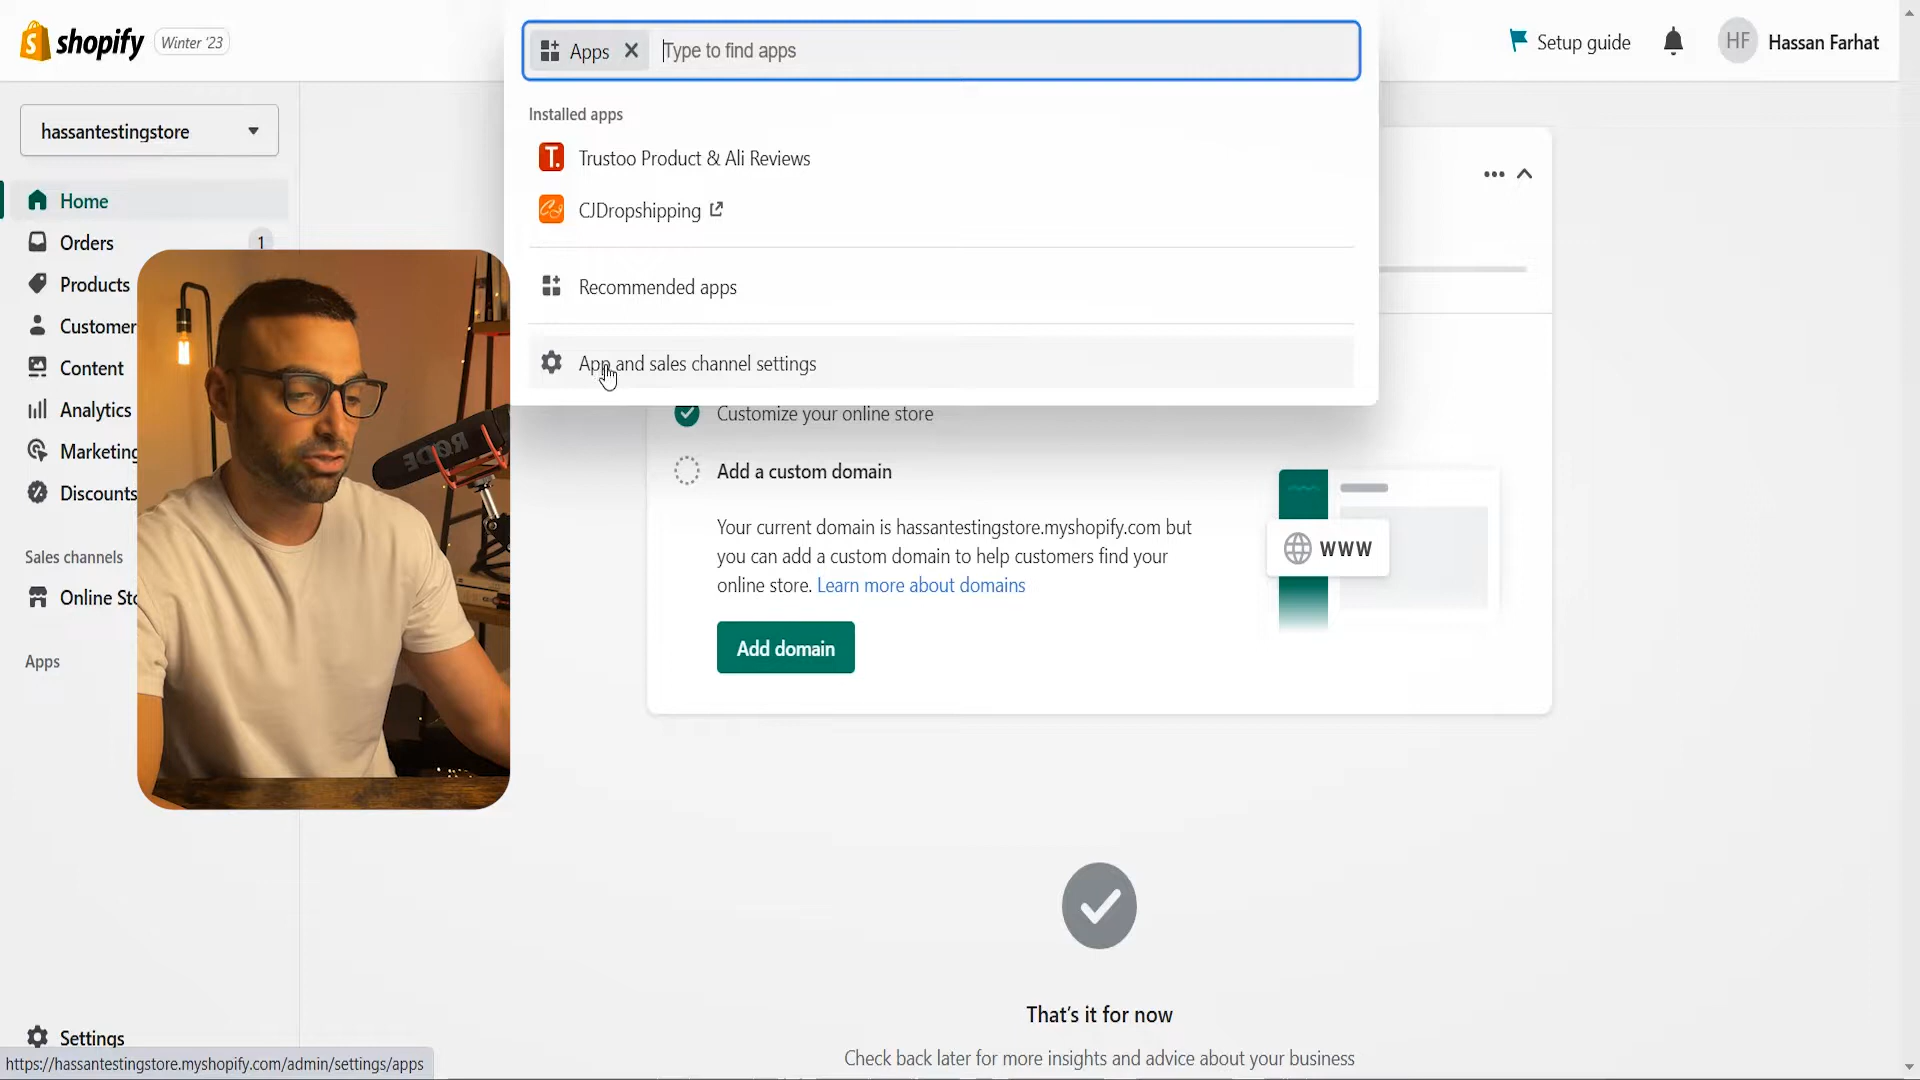 shopify Winter '23
Apps Type to find apps
Setup guide
HF Hassan Farhat
hassantestingstore
Home
Orders 1
Products
Customer
Content
Analytics
Marketing
Discounts
Sales channels
Online Sto
Apps
Settings
Installed apps
T. Trustoo Product & Ali Reviews
CJDropshipping
Recommended apps
App and sales channel settings
Customize your online store
Add a custom domain
Your current domain is hassantestingstore.myshopify.com but
you can add a custom domain to help customers find your
online store. Learn more about domains
Add domain
WWW
RØDE
That's it for now
Check back later for more insights and advice about your business
https://hassantestingstore.myshopify.com/admin/settings/apps